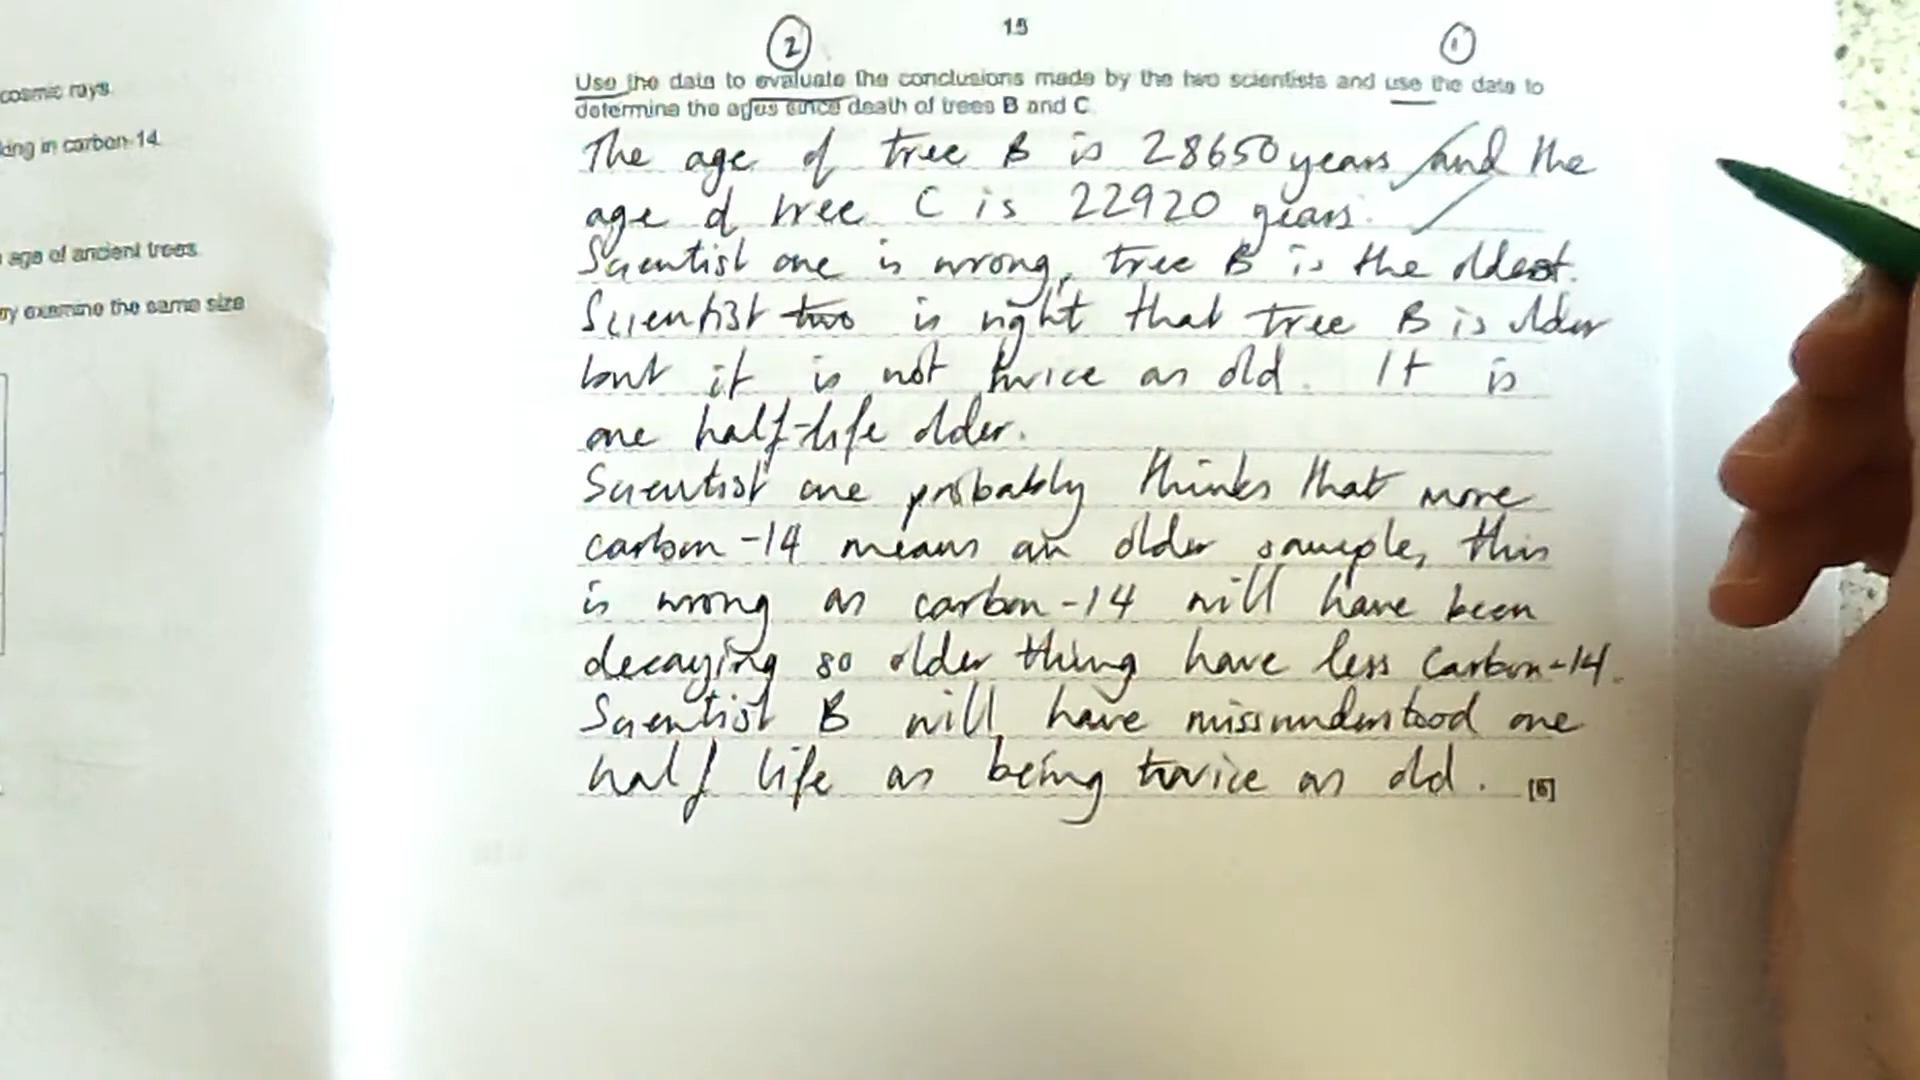 15
② ①
Use the data to evaluate the conclusions made by the two scientists and use the data to
determine the ages since death of trees B and C.
The age of tree B is 28650 years and the
age of tree C is 22920 years.
Scientist one is wrong, tree B is the oldest.
Scientist two is right that tree B is older
but it is not twice as old. It is
one half-life older.
Scientist one probably thinks that more
carbon-14 means an older sample, this
is wrong as carbon-14 will have been
decaying so older thing have less carbon-14.
Scientist B will have missunderstood one
half life as being twice as old. [6]
cosmic rays.
king in carbon-14.
age of ancient trees.
ey examine the same size